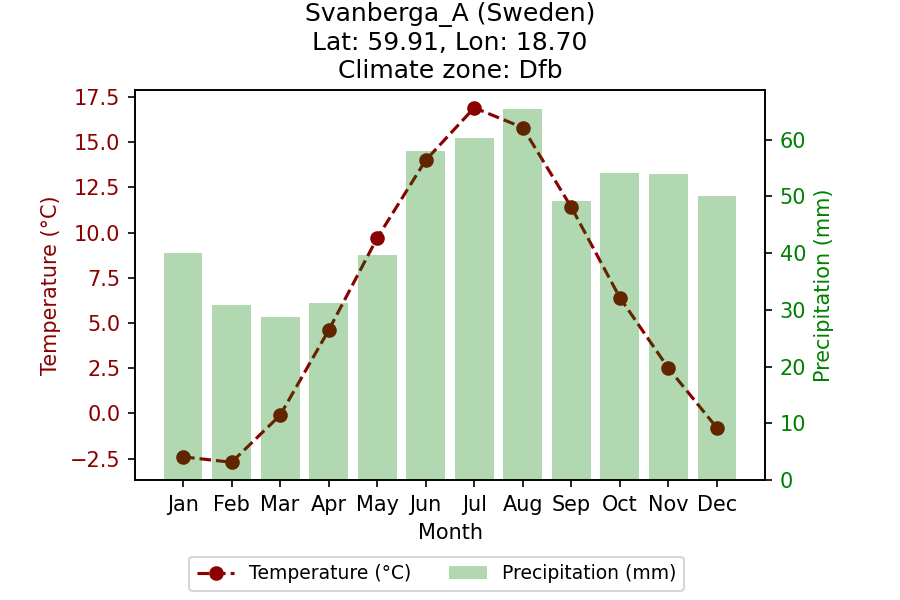 Svanberga_A (Sweden)
Lat: 59.91, Lon: 18.70
Climate zone: Dfb
17.5
15.0
12.5
10.0
7.5
5.0
2.5
0.0
−2.5
Temperature (°C)
60
50
40
30
20
10
0
Precipitation (mm)
Jan Feb Mar Apr May Jun Jul Aug Sep Oct Nov Dec
Month
Temperature (°C) Precipitation (mm)